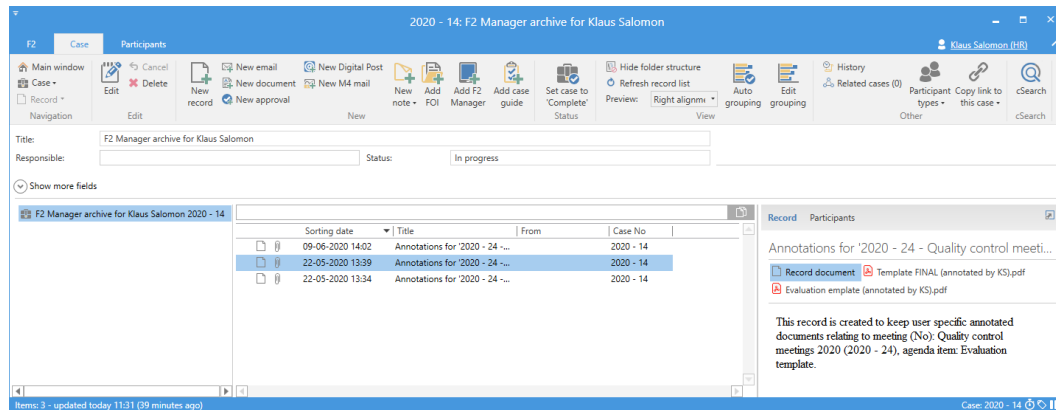 2020 - 14: F2 Manager archive for Klaus Salomon
F2 Case Participants Klaus Salomon (HR)
Main window
Case
Record
Navigation
Edit
Cancel
Delete
Edit
New record
New email
New document
New approval
New Digital Post
New M4 mail
New note
Add FOI
Add F2 Manager
Add case guide
New
Set case to 'Complete'
Status
Hide folder structure
Refresh record list
Preview: Right alignme
Auto grouping
Edit grouping
View
History
Related cases (0)
Participant types
Copy link to this case
Other
cSearch
cSearch
Title: F2 Manager archive for Klaus Salomon
Responsible: Status: In progress
Show more fields
F2 Manager archive for Klaus Salomon 2020 - 14
Sorting date Title From Case No
09-06-2020 14:02 Annotations for '2020 - 24 -... 2020 - 14
22-05-2020 13:39 Annotations for '2020 - 24 -... 2020 - 14
22-05-2020 13:34 Annotations for '2020 - 24 -... 2020 - 14
Record Participants
Annotations for '2020 - 24 - Quality control meeti...
Record document Template FINAL (annotated by KS).pdf
Evaluation emplate (annotated by KS).pdf
This record is created to keep user specific annotated
documents relating to meeting (No): Quality control
meetings 2020 (2020 - 24), agenda item: Evaluation
template.
Items: 3 - updated today 11:31 (39 minutes ago) Case: 2020 - 14